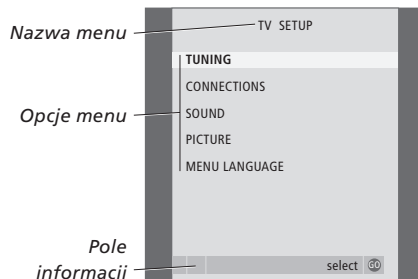 Nazwa menu
TV SETUP
TUNING
CONNECTIONS
Opcje menu
SOUND
PICTURE
MENU LANGUAGE
Pole
informacji
select GO